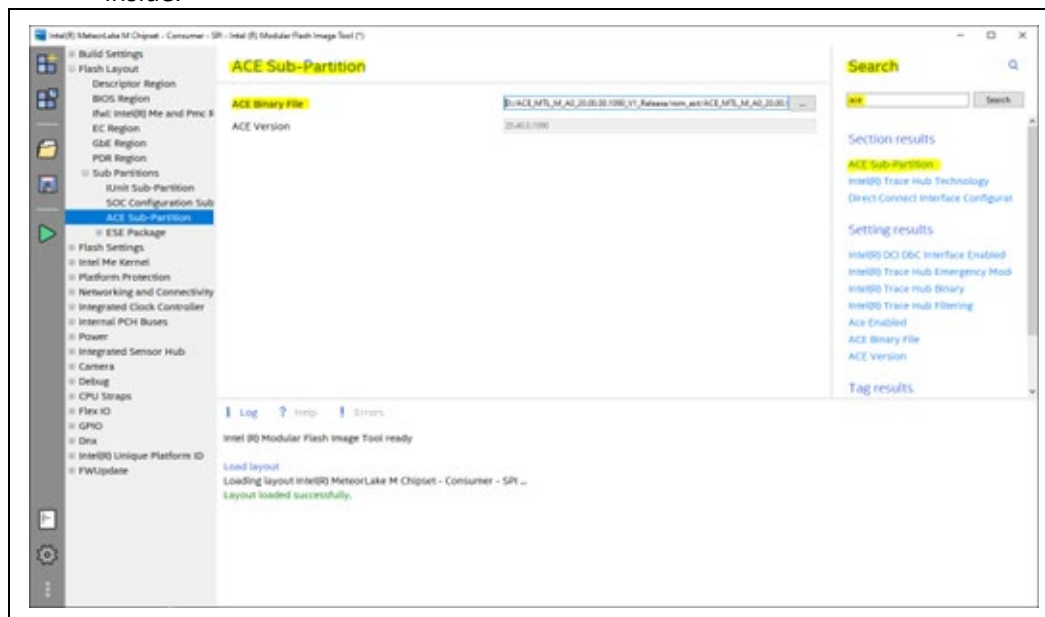 inside.
Intel(R) MeteorLake M Chipset - Consumer - SPI - Intel (R) Modular Flash Image Tool (*)
Build Settings
Flash Layout
Descriptor Region
BIOS Region
Ifwi: Intel(R) Me and Pmc R
EC Region
GbE Region
PDR Region
Sub Partitions
IUnit Sub-Partition
SOC Configuration Sub
ACE Sub-Partition
ESE Package
Flash Settings
Intel Me Kernel
Platform Protection
Networking and Connectivity
Integrated Clock Controller
Internal PCH Buses
Power
Integrated Sensor Hub
Camera
Debug
CPU Straps
Flex IO
GPIO
Dnx
Intel(R) Unique Platform ID
FWUpdate
ACE Sub-Partition
ACE Binary File
...
ACE Version
Log
? Help
! Errors
Intel (R) Modular Flash Image Tool ready
Load layout
Loading layout Intel(R) MeteorLake M Chipset - Consumer - SPI ...
Layout loaded successfully.
Search
ace
Search
Section results
ACE Sub-Partition
Intel(R) Trace Hub Technology
Direct Connect Interface Configurat
Setting results
Intel(R) DCI DbC Interface Enabled
Intel(R) Trace Hub Emergency Mod
Intel(R) Trace Hub Binary
Intel(R) Trace Hub Filtering
Ace Enabled
ACE Binary File
ACE Version
Tag results